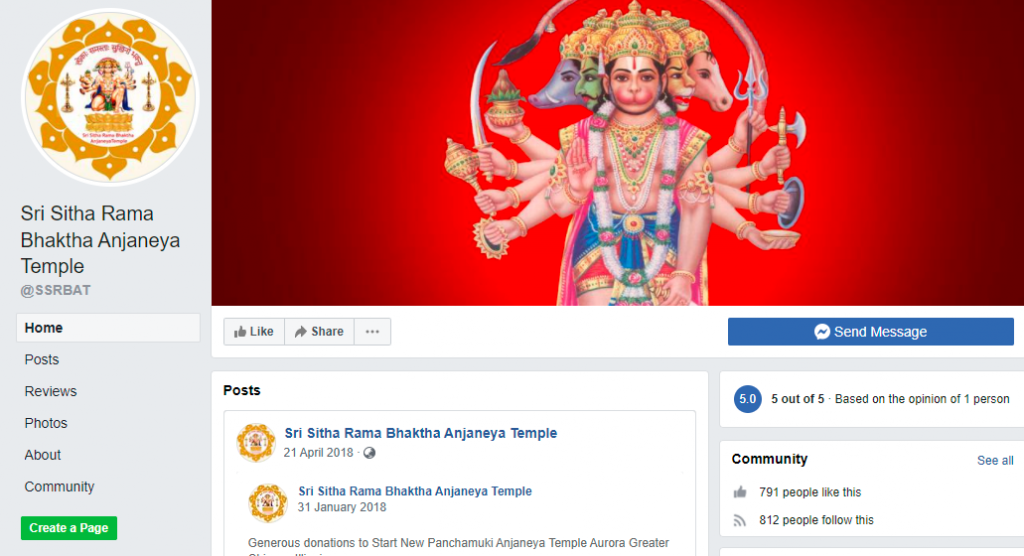 Sri Sitha Rama Bhaktha
AnjaneyaTemple
Sri Sitha Rama
Bhaktha Anjaneya
Temple
@SSRBAT
Home
Posts
Reviews
Photos
About
Community
Create a Page
Like
Share
Send Message
Posts
Sri Sitha Rama Bhaktha Anjaneya Temple
21 April 2018 ·
Sri Sitha Rama Bhaktha Anjaneya Temple
31 January 2018
Generous donations to Start New Panchamuki Anjaneya Temple Aurora Greater
5.0
5 out of 5 · Based on the opinion of 1 person
Community
See all
791 people like this
812 people follow this